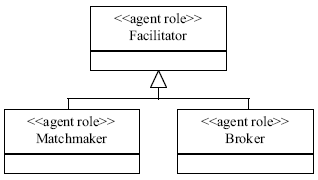 <<agent role>>
Facilitator
<<agent role>>
Matchmaker
<<agent role>>
Broker